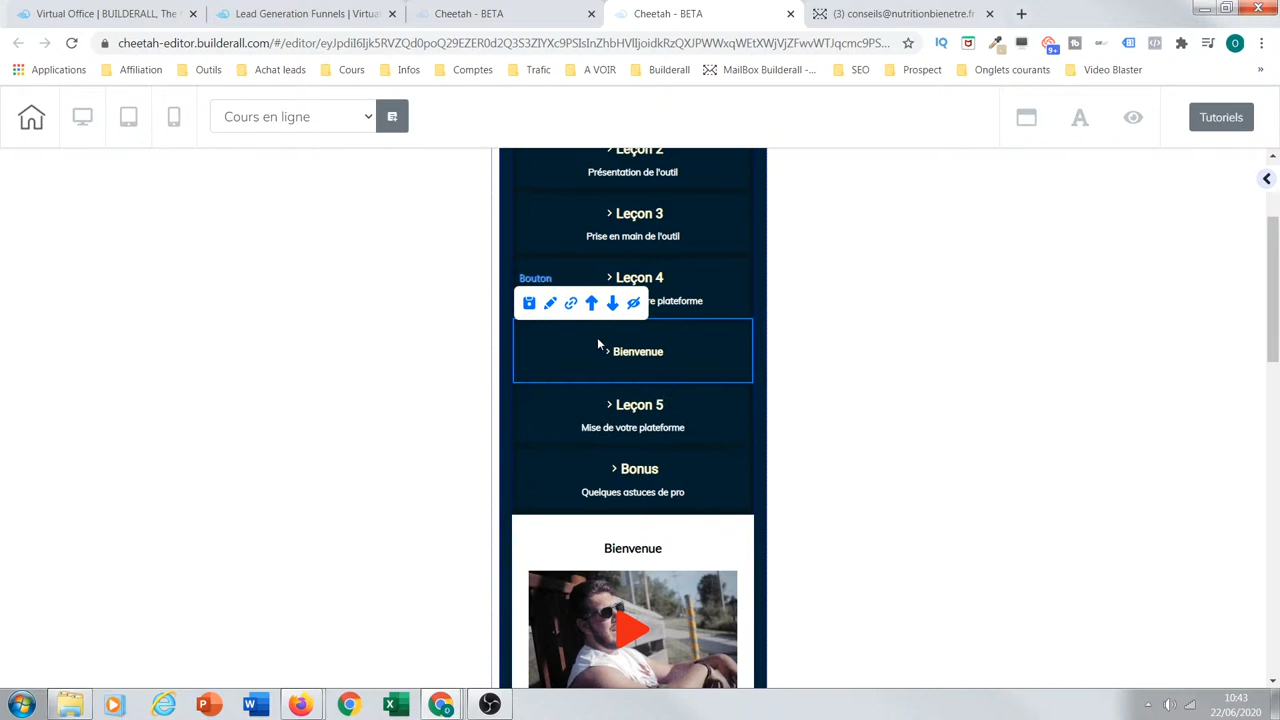 Virtual Office | BUILDERALL, The
Lead Generation Funnels | Virtual
Cheetah - BETA
Cheetah - BETA
(3) conseils@nutritionbienetre.fr
cheetah-editor.builderall.com/#/editor/
IQ
9+
O
Applications
Affiliation
Outils
Achat leads
Cours
Infos
Comptes
Trafic
A VOIR
Builderall
MailBox Builderall -...
SEO
Prospect
Onglets courants
Video Blaster
»
Cours en ligne
A
Tutoriels
Leçon 2
Présentation de l'outil
Leçon 3
Prise en main de l'outil
Leçon 4
Bouton
re plateforme
Bienvenue
Leçon 5
Mise de votre plateforme
Bonus
Quelques astuces de pro
Bienvenue
10:43
22/06/2020